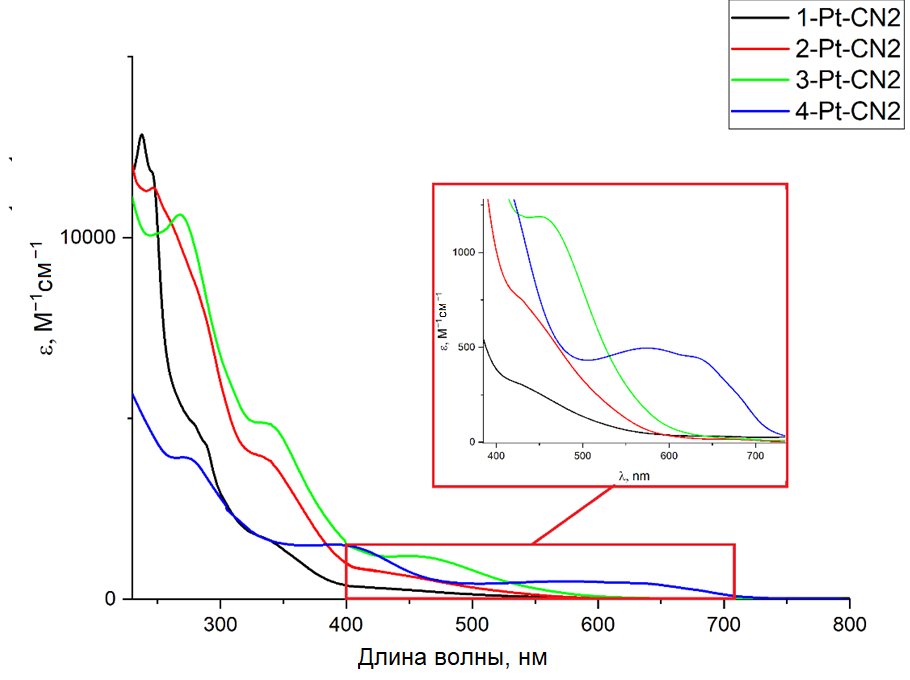 1-Pt-CN2
2-Pt-CN2
3-Pt-CN2
4-Pt-CN2
ε, М⁻¹см⁻¹
10000
0
300
400
500
600
700
800
Длина волны, нм
ε, М⁻¹см⁻¹
1000
500
0
400
500
600
700
λ, nm